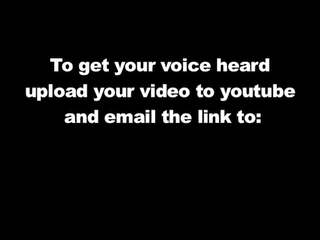 To get your voice heard
upload your video to youtube
and email the link to: